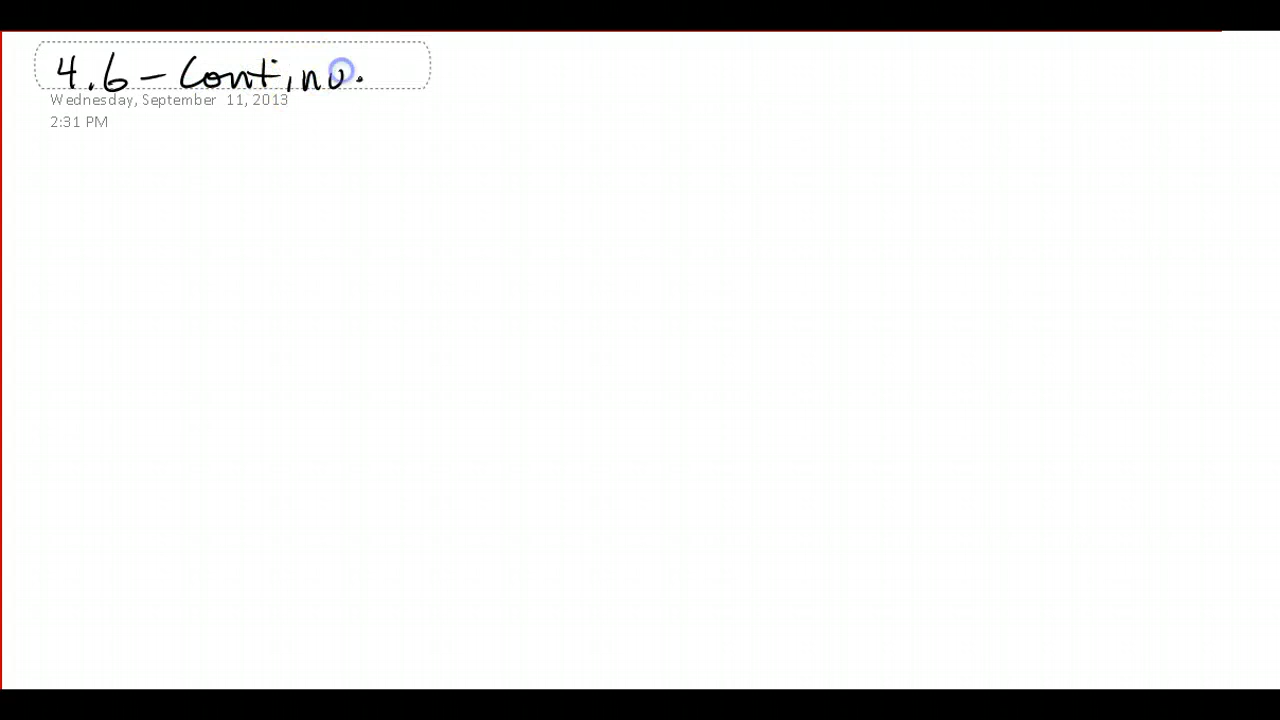 4.6 - Continu.
Wednesday, September 11, 2013
2:31 PM